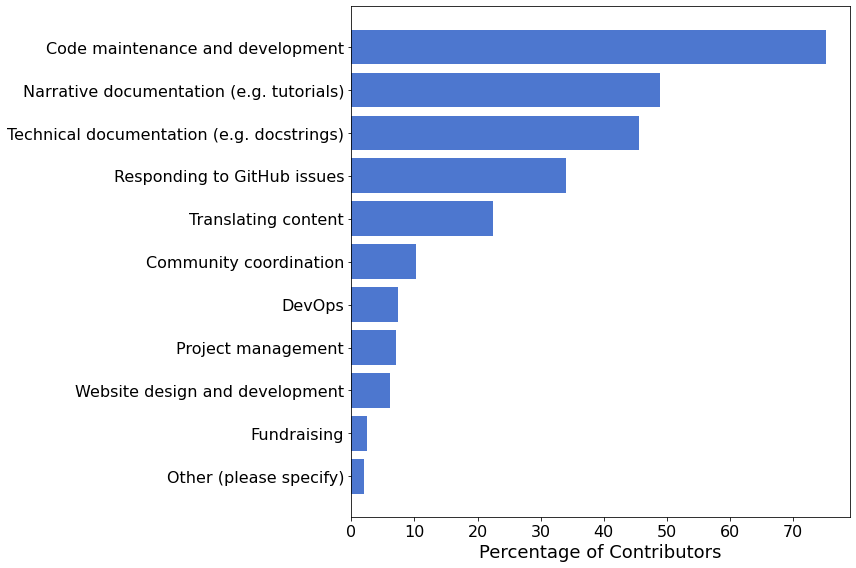 Code maintenance and development
Narrative documentation (e.g. tutorials)
Technical documentation (e.g. docstrings)
Responding to GitHub issues
Translating content
Community coordination
DevOps
Project management
Website design and development
Fundraising
Other (please specify)
0 10 20 30 40 50 60 70
Percentage of Contributors